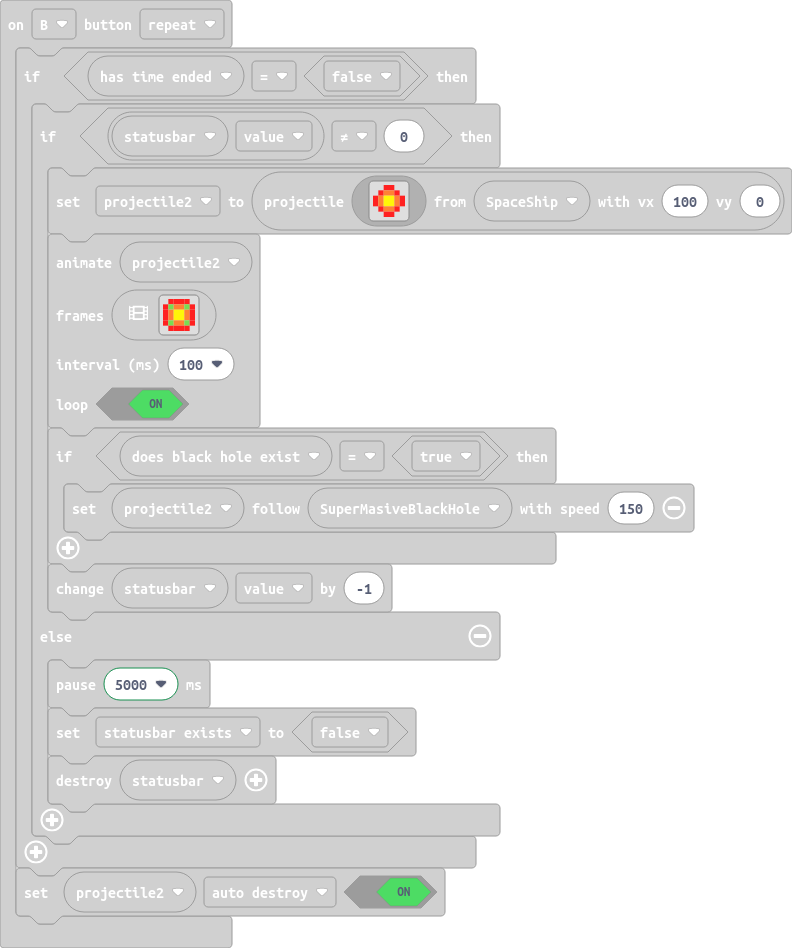 on B button repeat
if has time ended = false then
if statusbar value ≠ 0 then
set projectile2 to projectile from SpaceShip with vx 100 vy 0
animate projectile2
frames
interval (ms) 100
loop ON
if does black hole exist = true then
set projectile2 follow SuperMasiveBlackHole with speed 150
change statusbar value by -1
else
pause 5000 ms
set statusbar exists to false
destroy statusbar
set projectile2 auto destroy ON